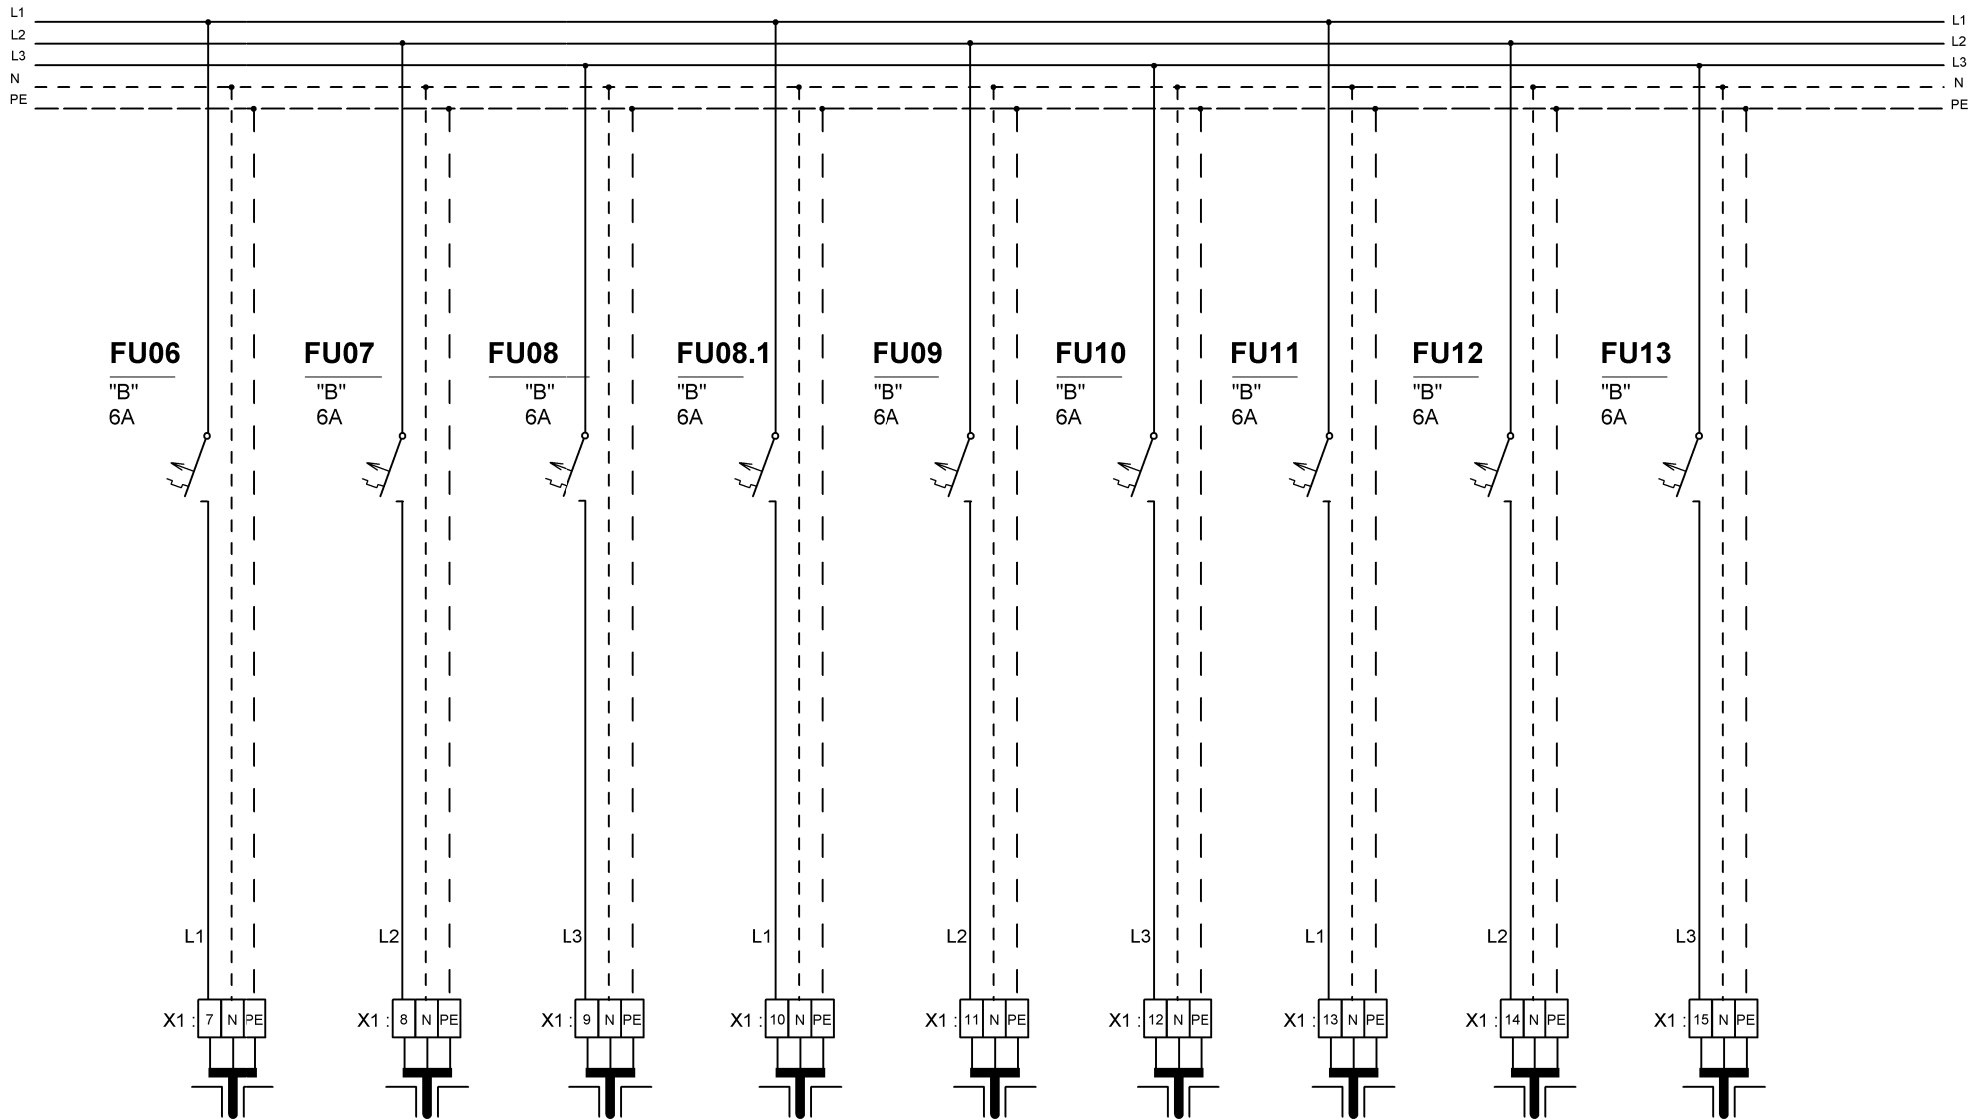 L1 L1
L2 L2
L3 L3
N N
PE PE
FU06 FU07 FU08 FU08.1 FU09 FU10 FU11 FU12 FU13
"B" "B" "B" "B" "B" "B" "B" "B" "B"
6A 6A 6A 6A 6A 6A 6A 6A 6A
L1 L2 L3 L1 L2 L3 L1 L2 L3
X1 : 7 N PE X1 : 8 N PE X1 : 9 N PE X1 : 10 N PE X1 : 11 N PE X1 : 12 N PE X1 : 13 N PE X1 : 14 N PE X1 : 15 N PE